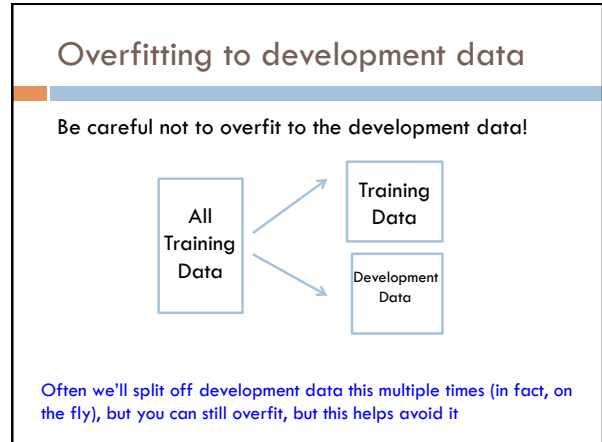 Overfitting to development data
Be careful not to overfit to the development data!
All
Training
Data
Training
Data
Development
Data
Often we'll split off development data this multiple times (in fact, on
the fly), but you can still overfit, but this helps avoid it